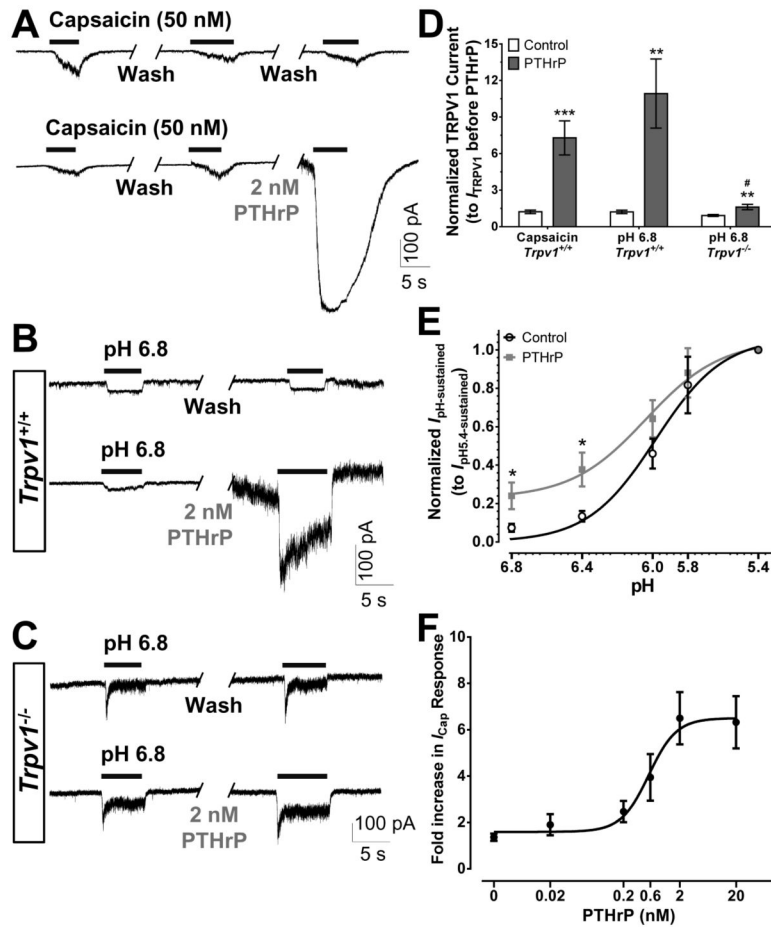 A
Capsaicin (50 nM)
Wash
Wash
Capsaicin (50 nM)
Wash
2 nM
PTHrP
100 pA
5 s
B
Trpv1+/+
pH 6.8
Wash
pH 6.8
2 nM
PTHrP
100 pA
5 s
C
Trpv1-/-
pH 6.8
Wash
pH 6.8
2 nM
PTHrP
100 pA
5 s
D
Normalized TRPV1 Current
(to ITRPV1 before PTHrP)
Control
PTHrP
15
12
9
6
3
0
***
**
#
**
Capsaicin
Trpv1+/+
pH 6.8
Trpv1+/+
pH 6.8
Trpv1-/-
E
Normalized IpH-sustained
(to IpH5.4-sustained)
Control
PTHrP
1.0
0.8
0.6
0.4
0.2
0.0
*
*
6.8
6.4
6.0
5.8
5.4
pH
F
Fold increase in ICap Response
10
8
6
4
2
0
0
0.02
0.2
0.6
2
20
PTHrP (nM)